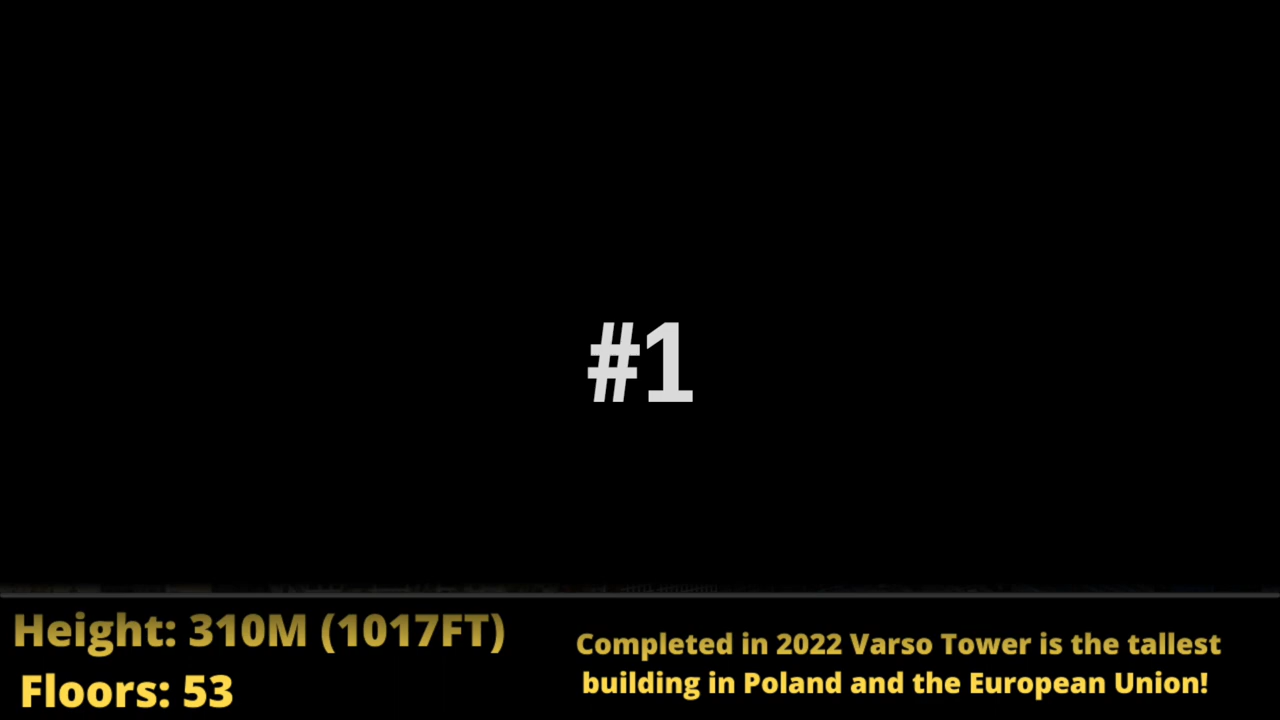 #1
Height: 310M (1017FT)
Floors: 53
Completed in 2022 Varso Tower is the tallest
building in Poland and the European Union!